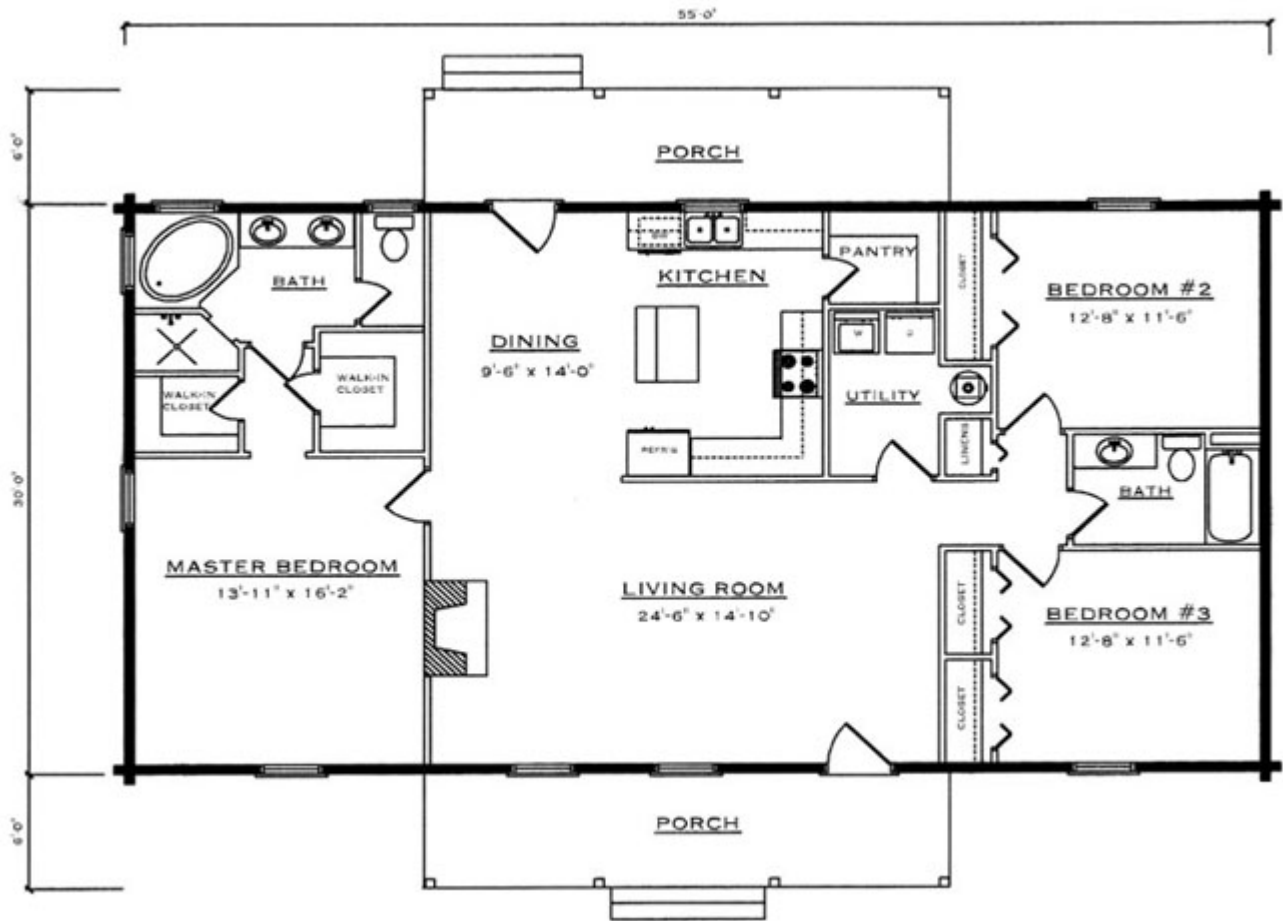 55'-0"
6'-0"
PORCH
BATH
KITCHEN
PANTRY
CLOSET
BEDROOM #2
12'-8" x 11'-6"
DINING
9'-6" x 14'-0"
W
WALK-IN
CLOSET
WALK-IN
CLOSET
UTILITY
REFRIG
LINENS
BATH
30'-0"
MASTER BEDROOM
13'-11" x 16'-2"
LIVING ROOM
24'-6" x 14'-10"
CLOSET
BEDROOM #3
12'-8" x 11'-6"
CLOSET
PORCH
6'-0"